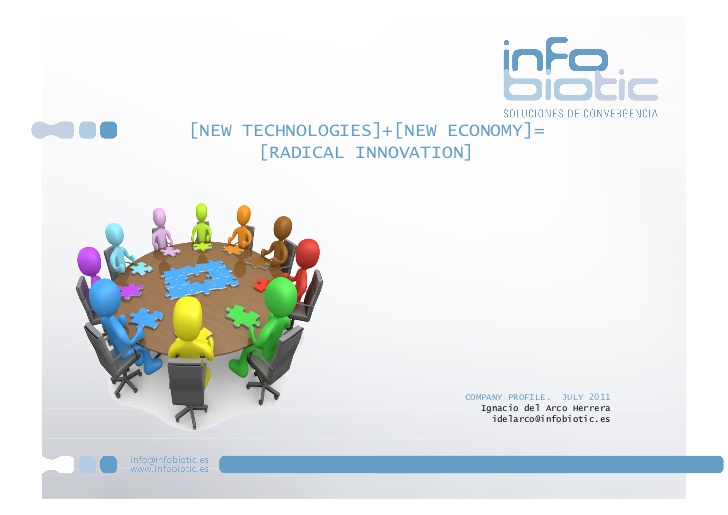 info
biotic
SOLUCIONES DE CONVERGENCIA
[NEW TECHNOLOGIES]+[NEW ECONOMY]=
[RADICAL INNOVATION]
COMPANY PROFILE. JULY 2011
Ignacio del Arco Herrera
idelarco@infobiotic.es
info@infobiotic.es
www.infobiotic.es